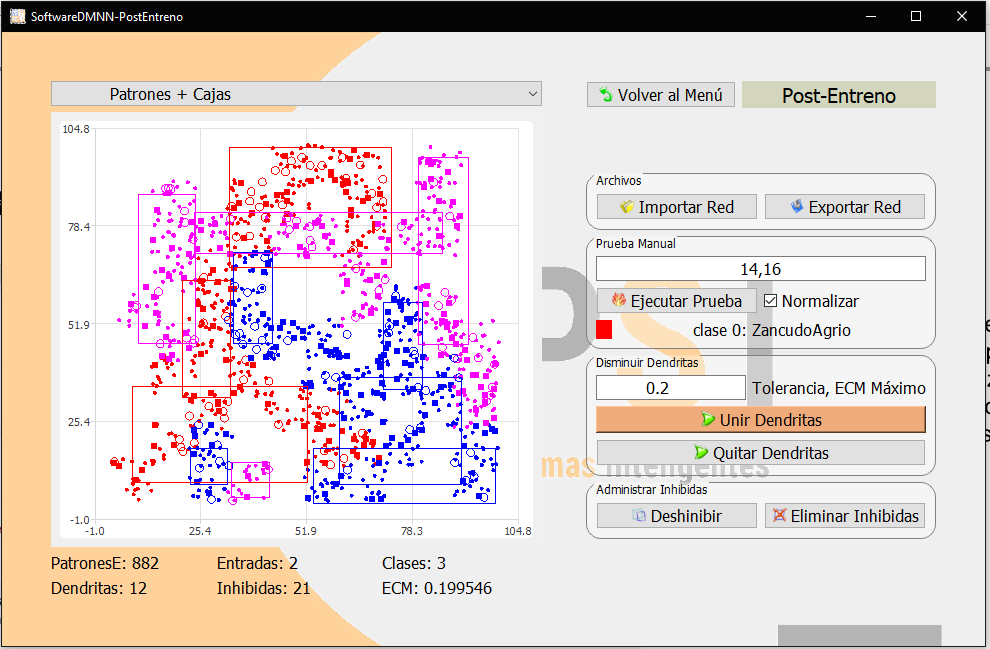 SoftwareDMNN-PostEntreno
Patrones + Cajas
Volver al Menú
Post-Entreno
104.8
78.4
51.9
25.4
-1.0
-1.0
25.4
51.9
78.3
104.8
Archivos
Importar Red
Exportar Red
Prueba Manual
14,16
Ejecutar Prueba
Normalizar
clase 0: ZancudoAgrio
Disminuir Dendritas
0.2
Tolerancia, ECM Máximo
Unir Dendritas
Quitar Dendritas
mas Inteligentes
Administrar Inhibidas
Deshinibir
Eliminar Inhibidas
PatronesE: 882
Entradas: 2
Clases: 3
Dendritas: 12
Inhibidas: 21
ECM: 0.199546